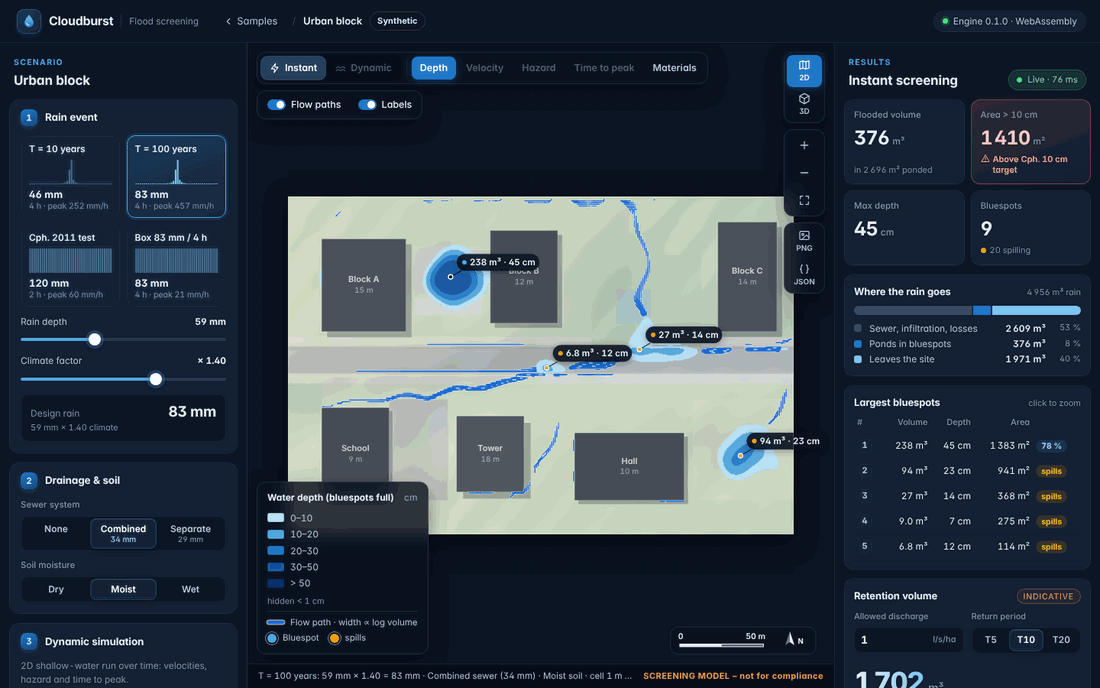 Cloudburst
Flood screening
Samples / Urban block
Synthetic
Engine 0.1.0 · WebAssembly
SCENARIO
Urban block
1 Rain event
T = 10 years
46 mm
4 h · peak 252 mm/h
T = 100 years
83 mm
4 h · peak 457 mm/h
Cph. 2011 test
120 mm
2 h · peak 60 mm/h
Box 83 mm / 4 h
83 mm
4 h · peak 21 mm/h
Rain depth 59 mm
Climate factor × 1.40
Design rain 83 mm
59 mm × 1.40 climate
2 Drainage & soil
Sewer system
None
Combined
34 mm
Separate
29 mm
Soil moisture
Dry Moist Wet
3 Dynamic simulation
2D shallow-water run over time: velocities,
hazard and time to peak.
Instant Dynamic Depth Velocity Hazard Time to peak Materials
Flow paths Labels
2D
3D
PNG
{ }
JSON
Block A
15 m
238 m³ · 45 cm
Block B
12 m
Block C
14 m
27 m³ · 14 cm
6.8 m³ · 12 cm
School
9 m
Tower
18 m
Hall
10 m
94 m³ · 23 cm
Water depth (bluespots full) cm
0–10
10–20
20–30
30–50
> 50
hidden < 1 cm
Flow path · width ∝ log volume
Bluespot spills
0 50 m
N
T = 100 years: 59 mm × 1.40 = 83 mm · Combined sewer (34 mm) · Moist soil · cell 1 m ... SCREENING MODEL – not for compliance
RESULTS
Instant screening
Live · 76 ms
Flooded volume
376 m³
in 2 696 m² ponded
Area > 10 cm
1 410 m²
Above Cph. 10 cm
target
Max depth
45 cm
Bluespots
9
20 spilling
Where the rain goes 4 956 m³ rain
Sewer, infiltration, losses 2 609 m³ 53 %
Ponds in bluespots 376 m³ 8 %
Leaves the site 1 971 m³ 40 %
Largest bluespots click to zoom
# Volume Depth Area
1 238 m³ 45 cm 1 383 m² 78 %
2 94 m³ 23 cm 941 m² spills
3 27 m³ 14 cm 368 m² spills
4 9.0 m³ 7 cm 275 m² spills
5 6.8 m³ 12 cm 114 m² spills
Retention volume INDICATIVE
Allowed discharge Return period
1 l/s/ha T5 T10 T20
1 702 m³